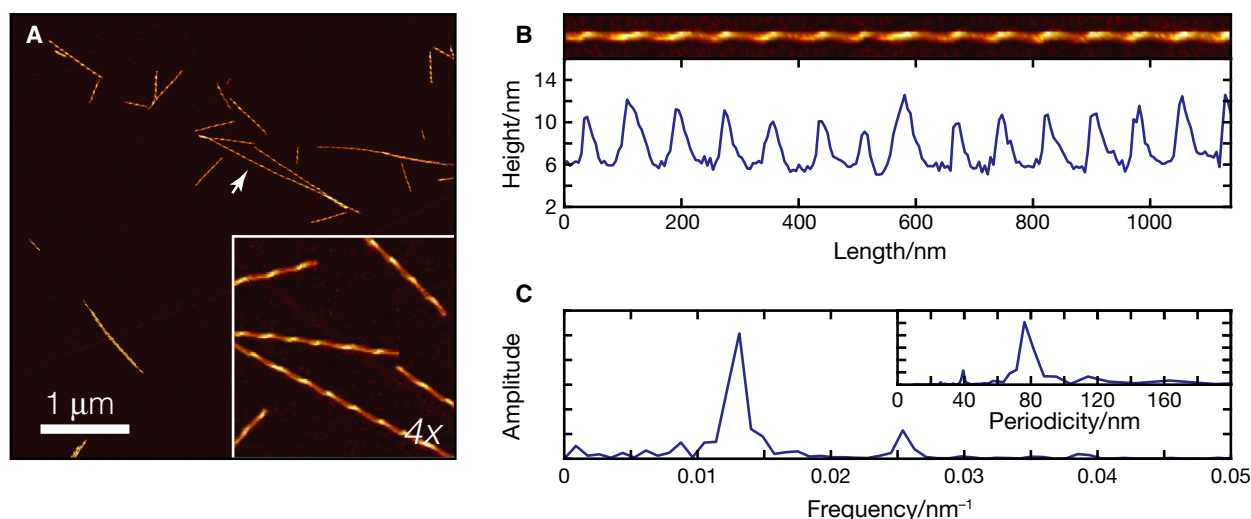 A
1 μm
4x
B
Height/nm
14
10
6
2
0 200 400 600 800 1000
Length/nm
C
Amplitude
0 0.01 0.02 0.03 0.04 0.05
Frequency/nm⁻¹
0 40 80 120 160
Periodicity/nm